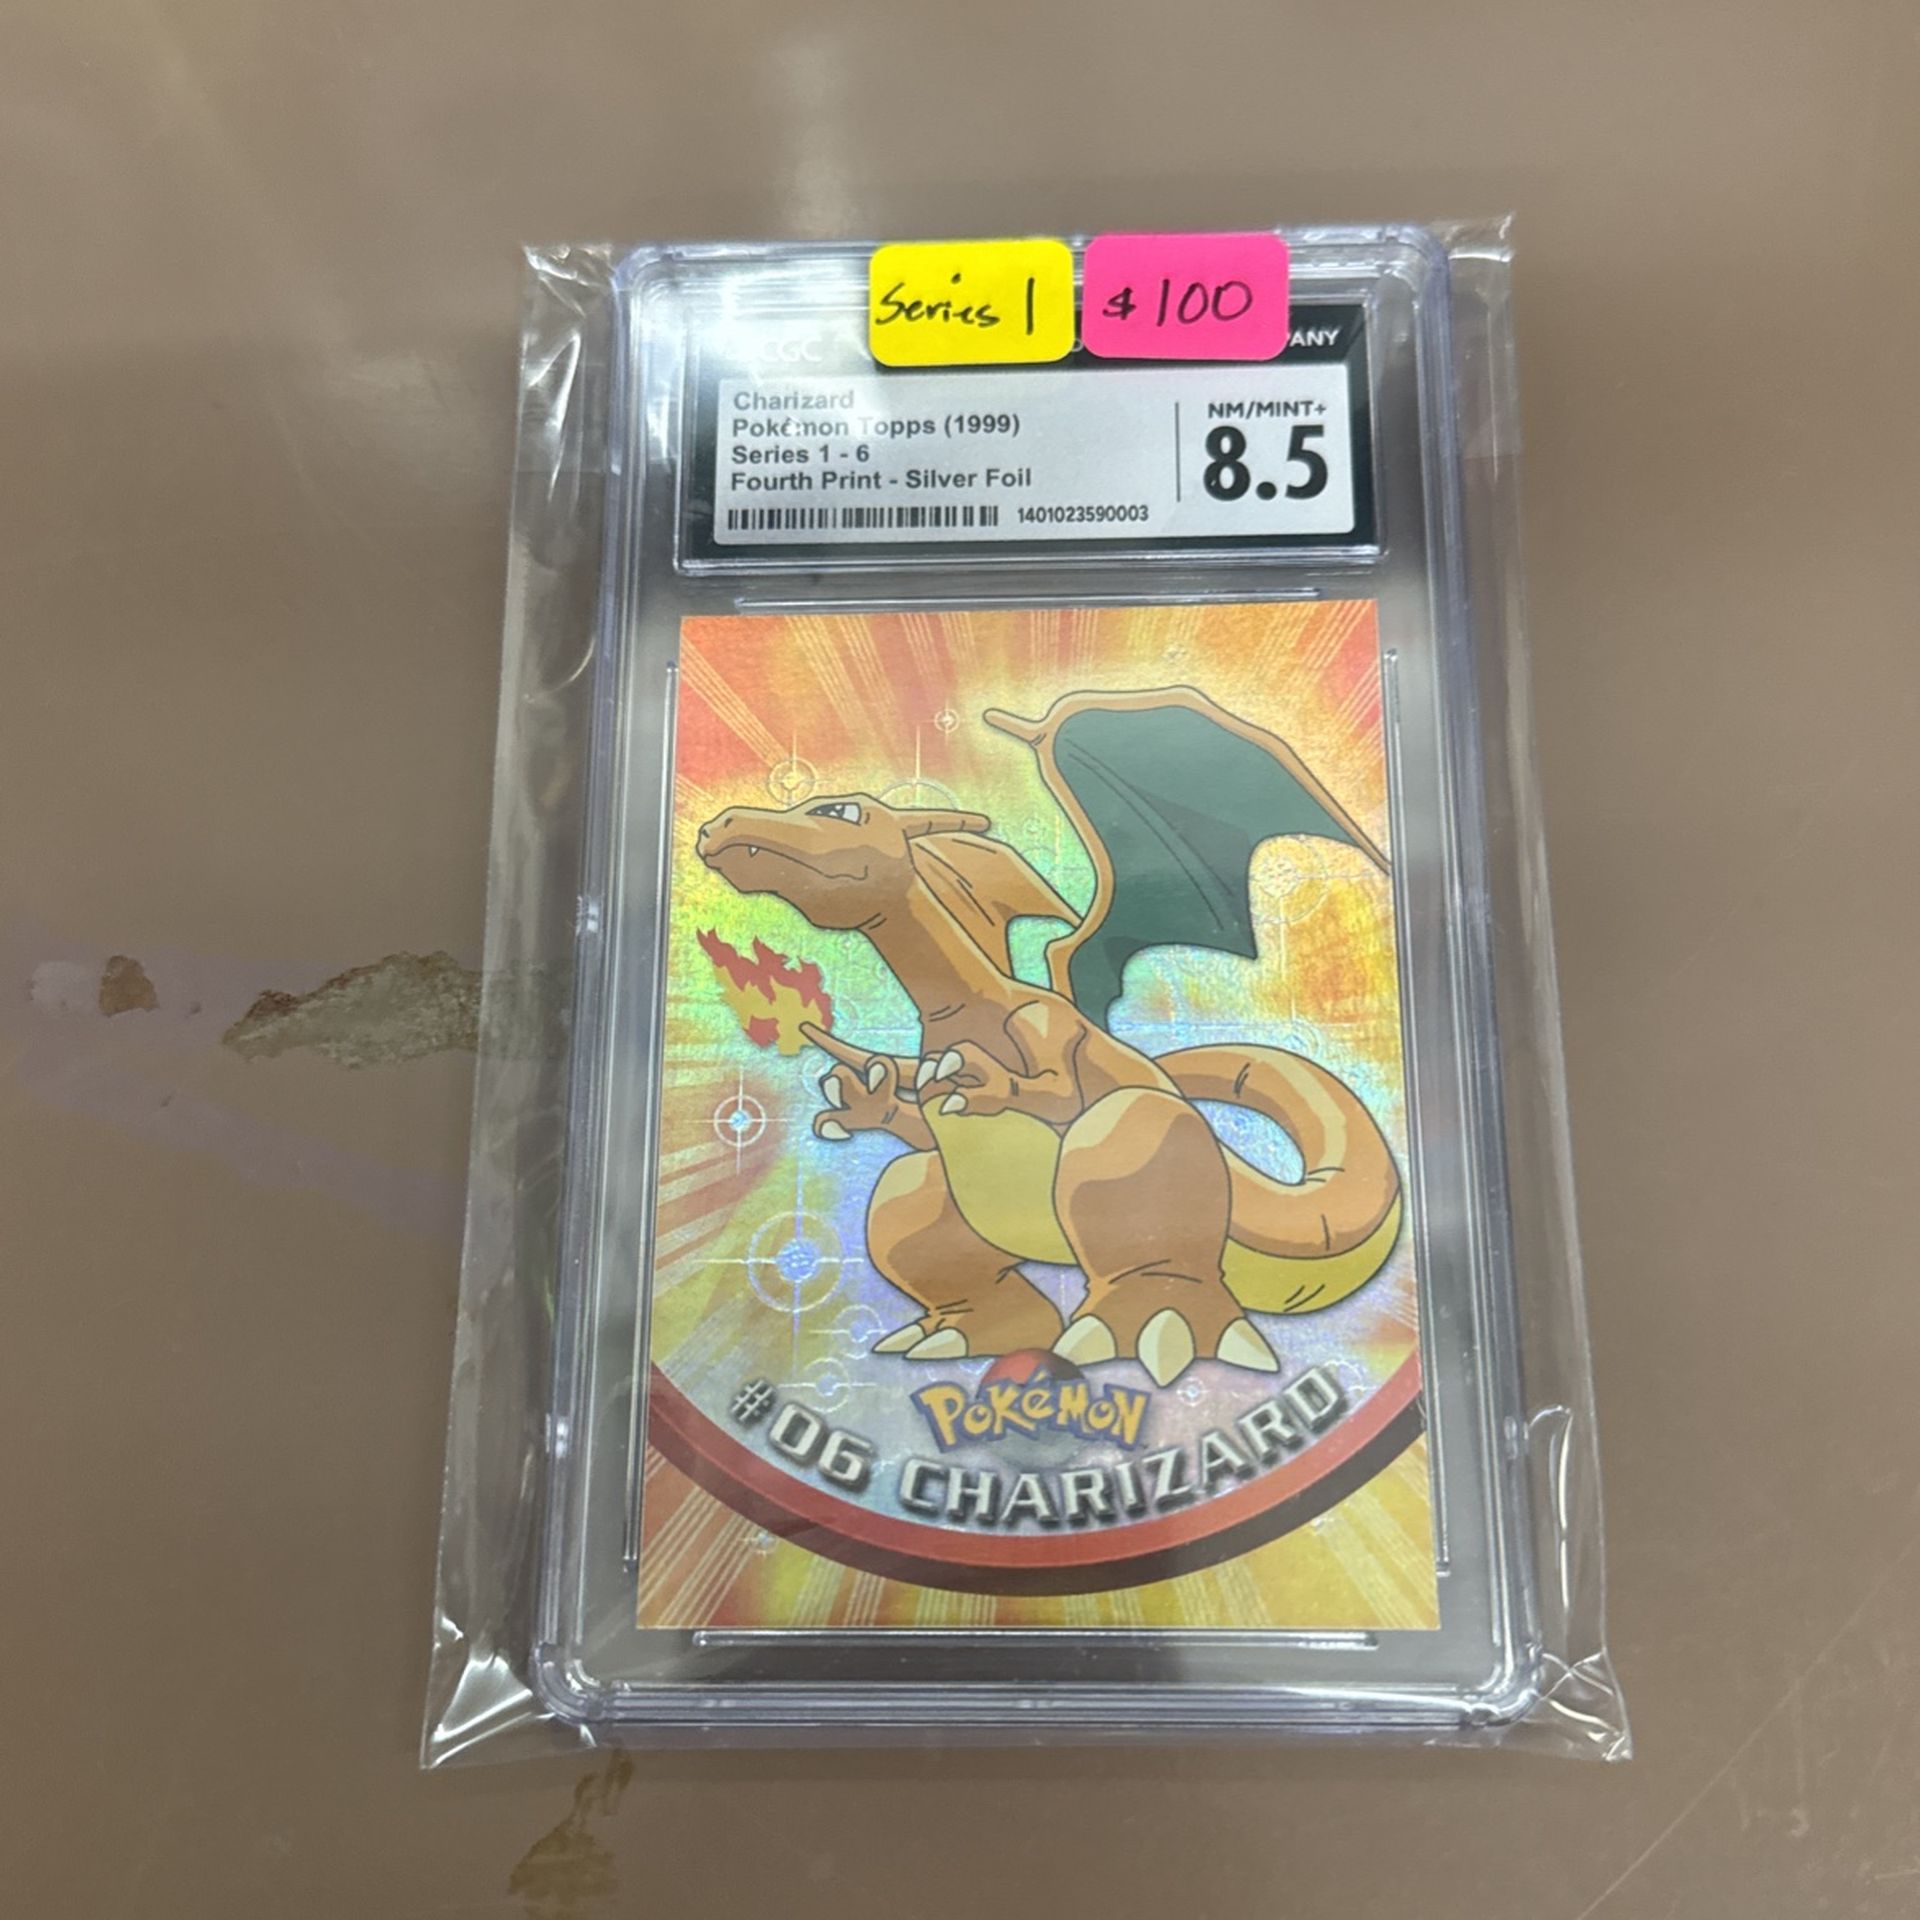 Series 1
$100
CGC
PANY
Charizard
Pokémon Topps (1999)
Series 1 - 6
Fourth Print - Silver Foil
1401023590003
NM/MINT+
8.5
POKéMON
#06 CHARIZARD